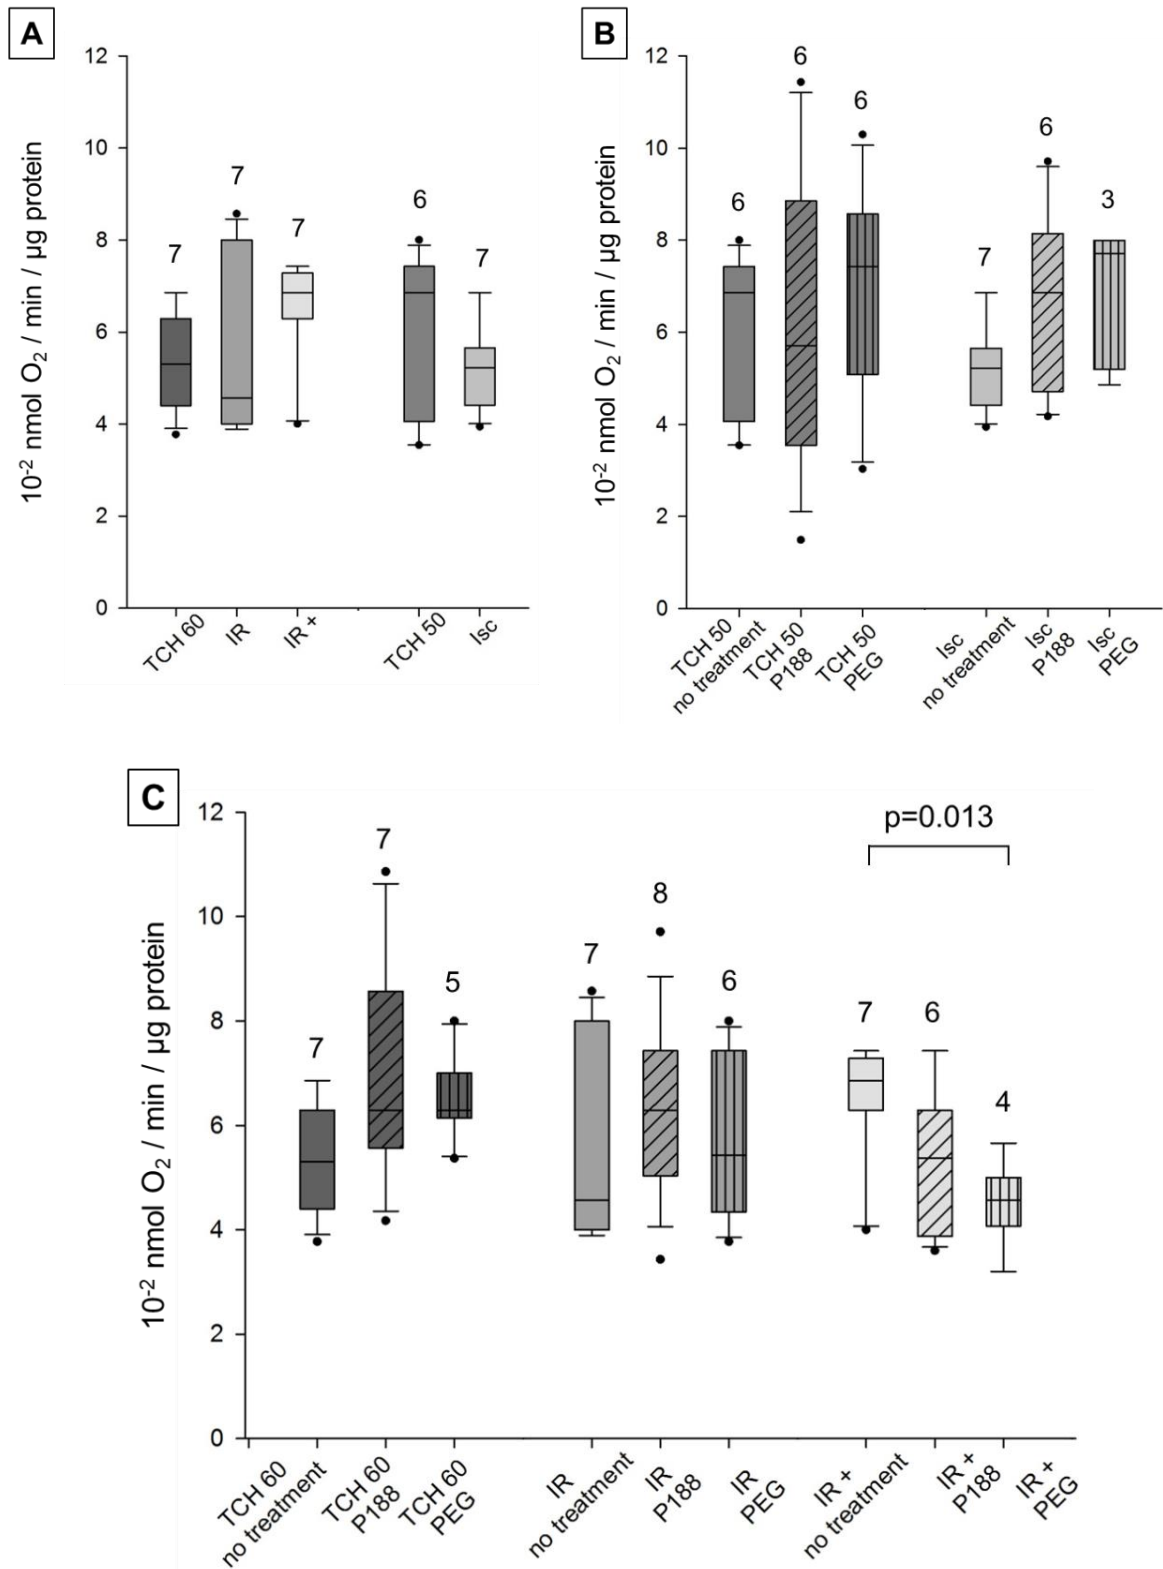 A
10⁻² nmol O₂ / min / µg protein
12
10
8
6
4
2
0
7
7
7
6
7
TCH 60
IR
IR +
TCH 50
Isc
B
10⁻² nmol O₂ / min / µg protein
12
10
8
6
4
2
0
6
6
6
7
6
3
TCH 50
no treatment
TCH 50
P188
TCH 50
PEG
Isc
no treatment
Isc
P188
Isc
PEG
C
10⁻² nmol O₂ / min / µg protein
12
10
8
6
4
2
0
7
7
5
7
8
6
7
6
4
p=0.013
TCH 60
no treatment
TCH 60
P188
TCH 60
PEG
IR
no treatment
IR
P188
IR
PEG
IR +
no treatment
IR +
P188
IR +
PEG